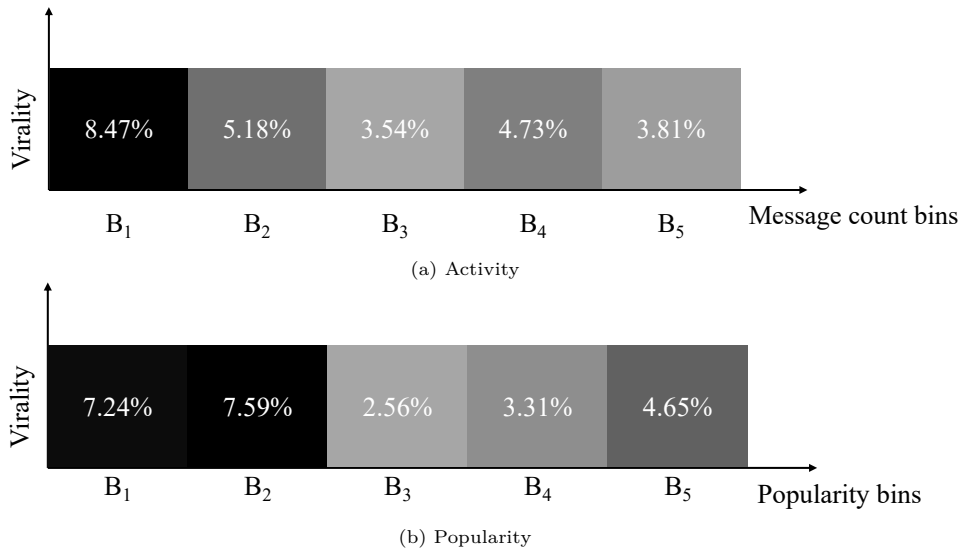 Virality
8.47% 5.18% 3.54% 4.73% 3.81%
B₁ B₂ B₃ B₄ B₅
Message count bins
(a) Activity
Virality
7.24% 7.59% 2.56% 3.31% 4.65%
B₁ B₂ B₃ B₄ B₅
Popularity bins
(b) Popularity